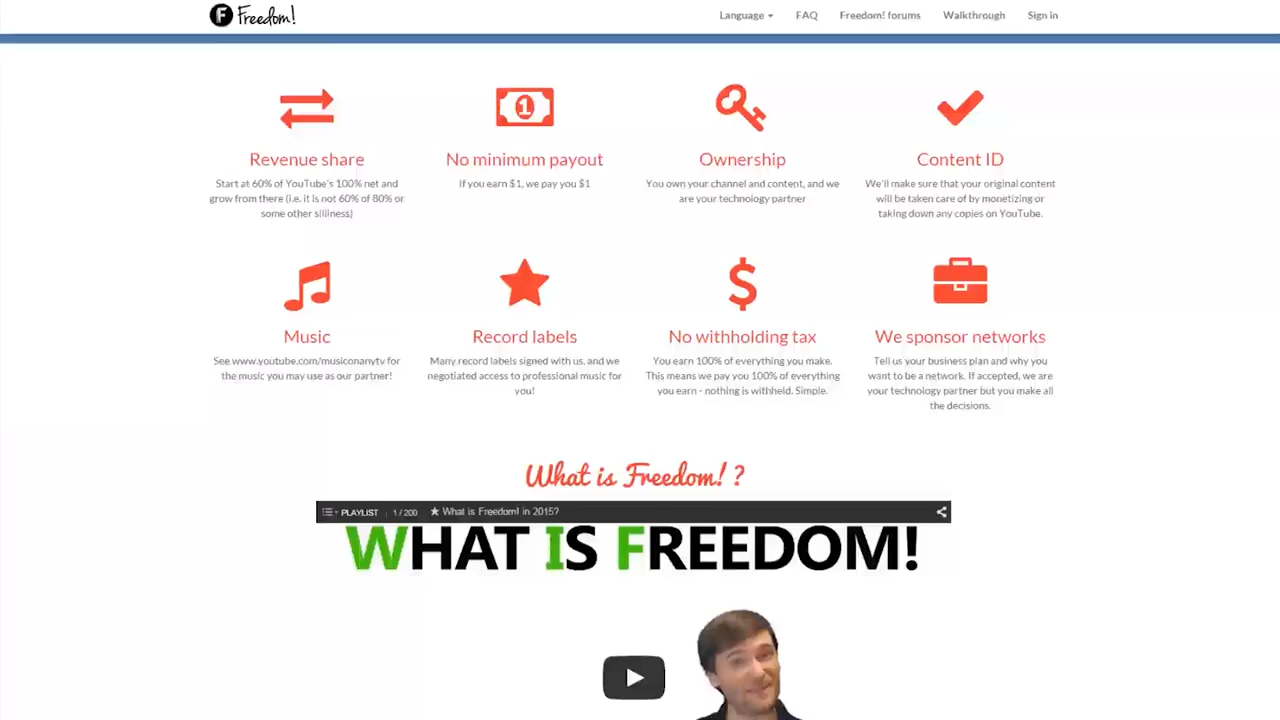 F Freedom!
Language FAQ Freedom! forums Walkthrough Sign in
1
Revenue share
Start at 60% of YouTube's 100% net and
grow from there (i.e. it is not 60% of 80% or
some other silliness)
No minimum payout
If you earn $1, we pay you $1
Ownership
You own your channel and content, and we
are your technology partner
Content ID
We'll make sure that your original content
will be taken care of by monetizing or
taking down any copies on YouTube.
$
Music
See www.youtube.com/musiconanytv for
the music you may use as our partner!
Record labels
Many record labels signed with us, and we
negotiated access to professional music for
you!
No withholding tax
You earn 100% of everything you make.
This means we pay you 100% of everything
you earn - nothing is withheld. Simple.
We sponsor networks
Tell us your business plan and why you
want to be a network. If accepted, we are
your technology partner but you make all
the decisions.
What is Freedom! ?
PLAYLIST 1 / 200 ★ What is Freedom! in 2015?
WHAT IS FREEDOM!